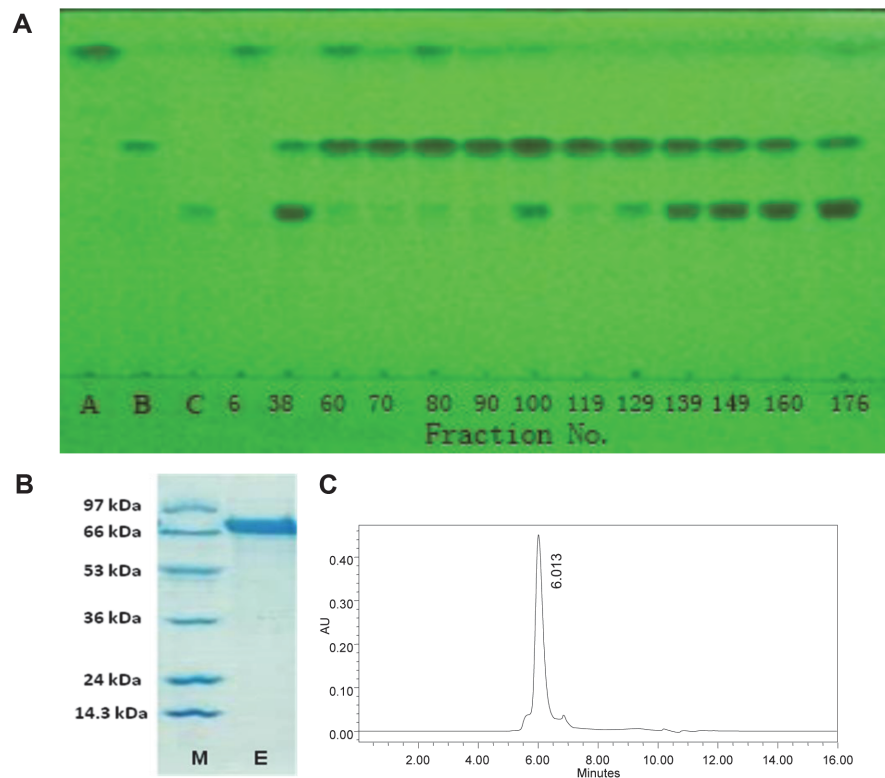 A
A B C 6 38 60 70 80 90 100 119 129 139 149 160 176
Fraction No.
B
97 kDa
66 kDa
53 kDa
36 kDa
24 kDa
14.3 kDa
M E
C
AU
0.40
0.30
0.20
0.10
0.00
6.013
2.00 4.00 6.00 8.00 10.00 12.00 14.00 16.00
Minutes